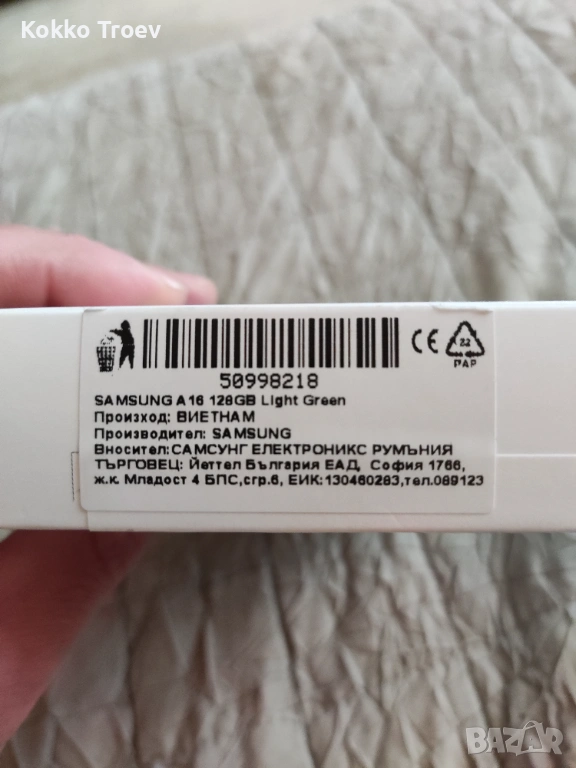 Kokko Troev
50998218
CE
22
PAP
SAMSUNG A16 128GB Light Green
Произход: ВИЕТНАМ
Производител: SAMSUNG
Вносител:САМСУНГ ЕЛЕКТРОНИКС РУМЪНИЯ
ТЪРГОВЕЦ: Йеттел България ЕАД, София 1766,
ж.к. Младост 4 БПС,сгр.6, ЕИК:130460283,тел.089123
BAZAR